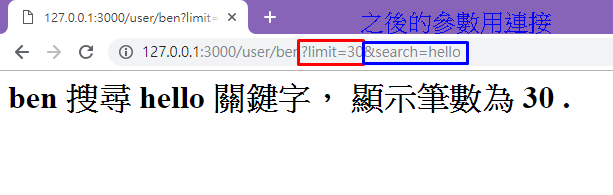 127.0.0.1:3000/user/ben?limit=
之後的參數用連接
127.0.0.1:3000/user/ben?limit=30&search=hello
ben 搜尋 hello 關鍵字， 顯示筆數為 30 .